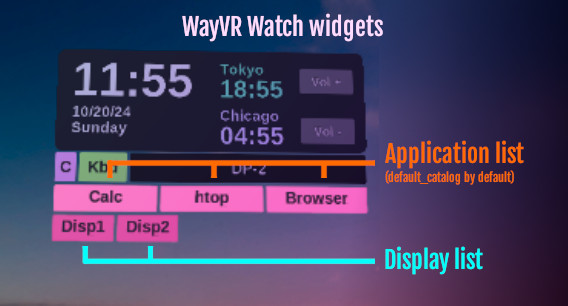 WayVR Watch widgets
11:55
Tokyo
18:55
Vol +
10/20/24
Sunday
Chicago
04:55
Vol -
C
Kbd
DP-2
Application list
(default_catalog by default)
Calc
htop
Browser
Disp1
Disp2
Display list